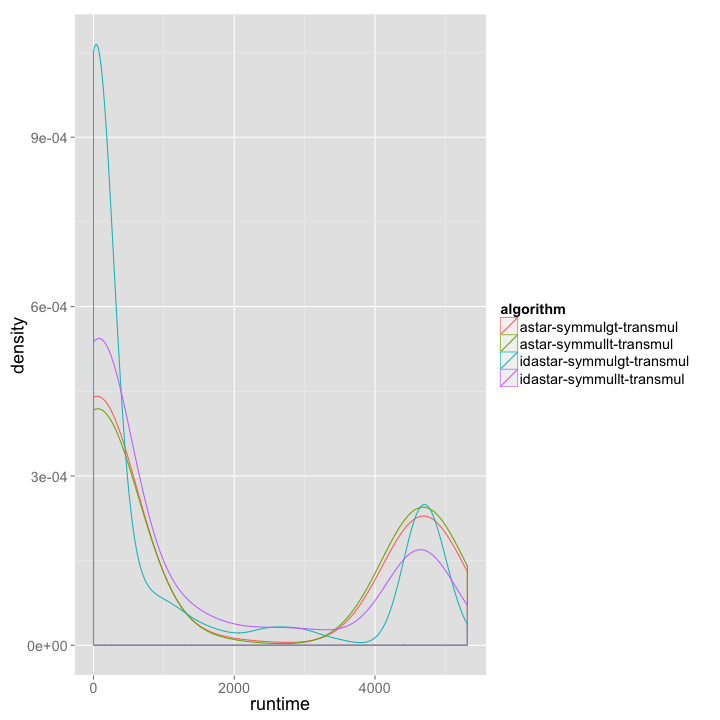 9e-04
6e-04
3e-04
0e+00
density
0
2000
4000
runtime
algorithm
astar-symmulgt-transmul
astar-symmullt-transmul
idastar-symmulgt-transmul
idastar-symmullt-transmul